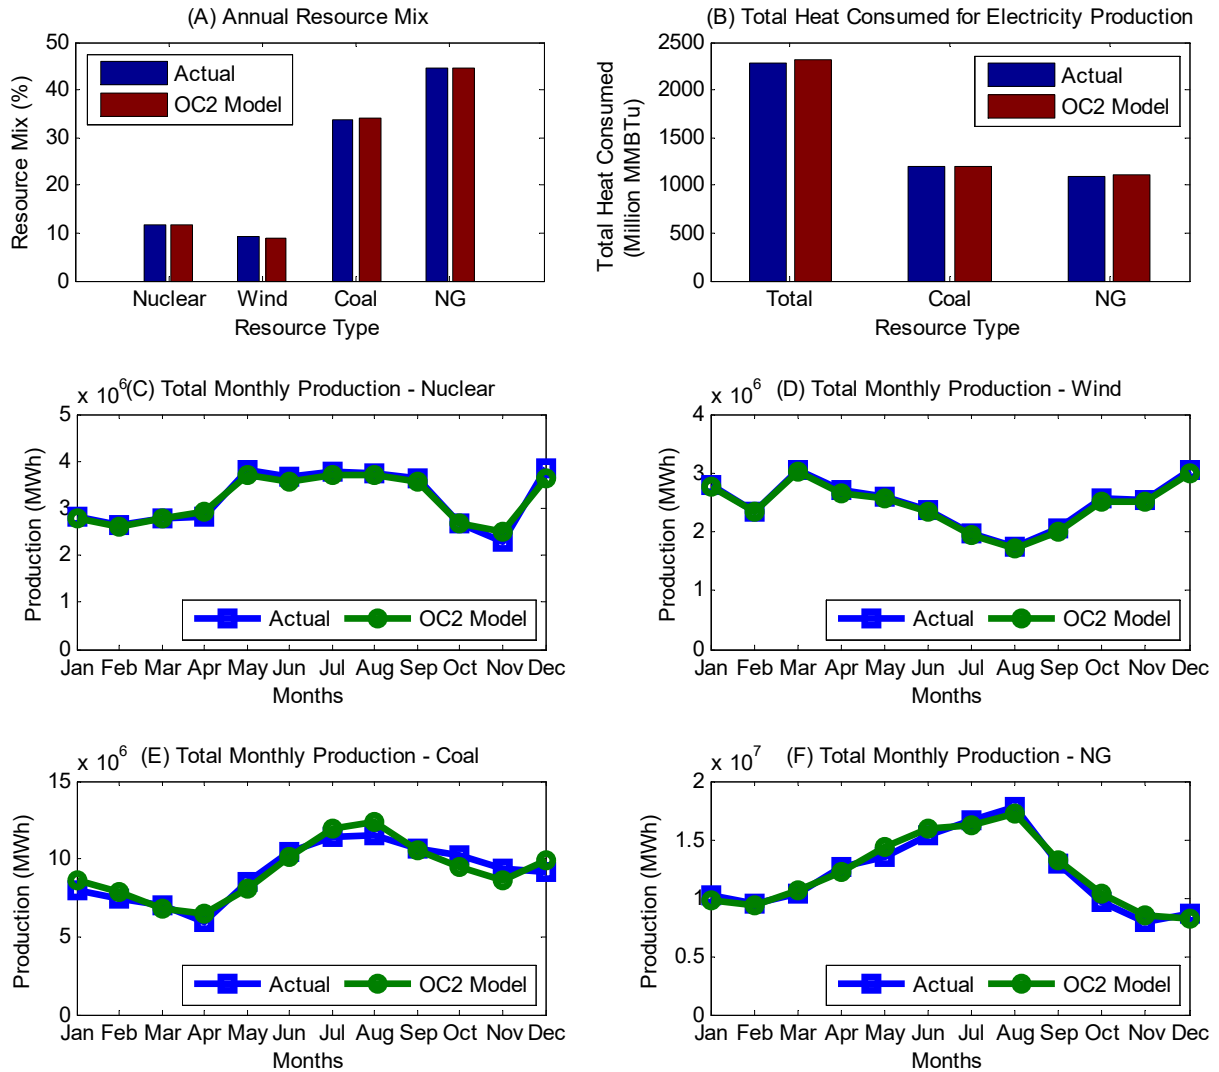 (A) Annual Resource Mix
50
40
30
20
10
0
Resource Mix (%)
Actual
OC2 Model
Nuclear Wind Coal NG
Resource Type
(B) Total Heat Consumed for Electricity Production
2500
2000
1500
1000
500
0
Total Heat Consumed
(Million MMBTu)
Actual
OC2 Model
Total Coal NG
Resource Type
x 10^6
(C) Total Monthly Production - Nuclear
5
4
3
2
1
0
Production (MWh)
Actual OC2 Model
Jan Feb Mar Apr May Jun Jul Aug Sep Oct Nov Dec
Months
x 10^6
(D) Total Monthly Production - Wind
4
3
2
1
0
Production (MWh)
Actual OC2 Model
Jan Feb Mar Apr May Jun Jul Aug Sep Oct Nov Dec
Months
x 10^6
(E) Total Monthly Production - Coal
15
10
5
0
Production (MWh)
Actual OC2 Model
Jan Feb Mar Apr May Jun Jul Aug Sep Oct Nov Dec
Months
x 10^7
(F) Total Monthly Production - NG
2
1.5
1
0.5
0
Production (MWh)
Actual OC2 Model
Jan Feb Mar Apr May Jun Jul Aug Sep Oct Nov Dec
Months